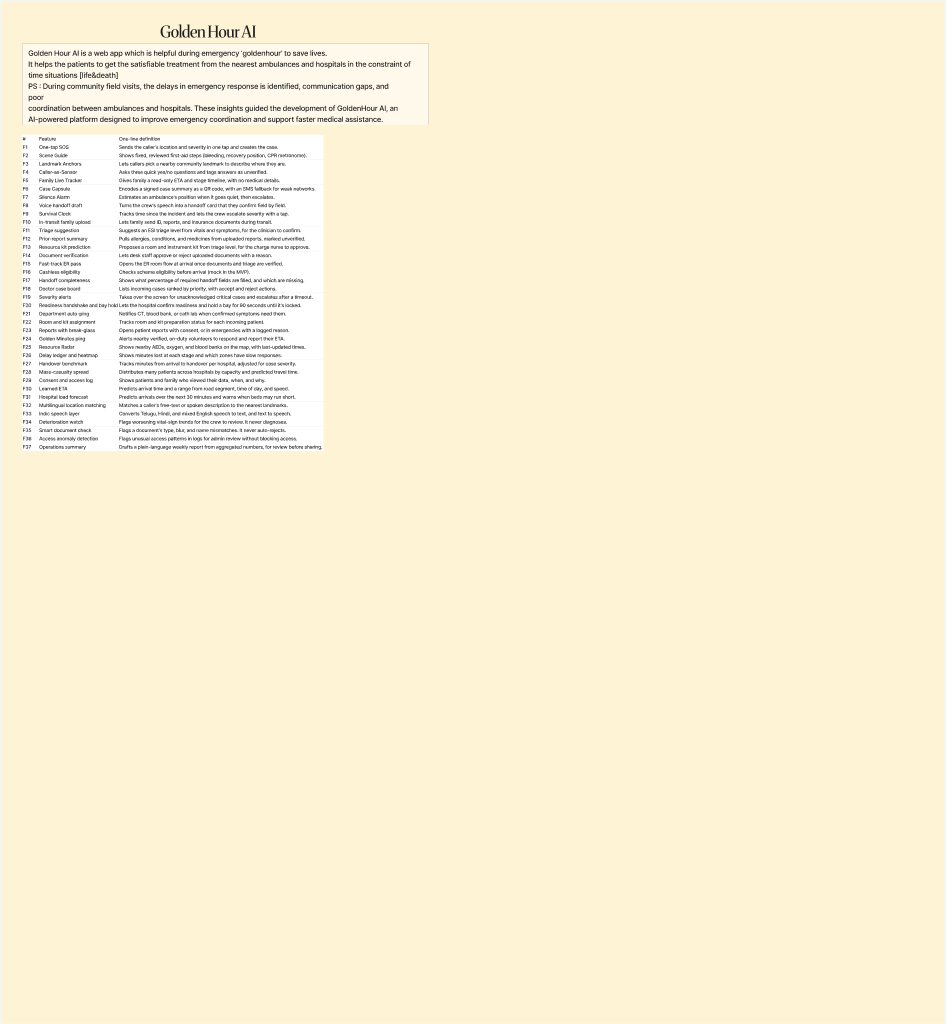 Golden Hour AI
Golden Hour AI is a web app which is helpful during emergency 'goldenhour' to save lives.
It helps the patients to get the satisfiable treatment from the nearest ambulances and hospitals in the constraint of
time situations [life&death]
PS : During community field visits, the delays in emergency response is identified, communication gaps, and
poor
coordination between ambulances and hospitals. These insights guided the development of GoldenHour AI, an
AI-powered platform designed to improve emergency coordination and support faster medical assistance.
# Feature One-line definition
F1 One-tap SOS Sends the caller's location and severity in one tap and creates the case.
F2 Scene Guide Shows fixed, reviewed first-aid steps (bleeding, recovery position, CPR metronome).
F3 Landmark Anchors Lets callers pick a nearby community landmark to describe where they are.
F4 Caller-as-Sensor Asks three quick yes/no questions and tags answers as unverified.
F5 Family Live Tracker Gives family a read-only ETA and stage timeline, with no medical details.
F6 Case Capsule Encodes a signed case summary as a QR code, with an SMS fallback for weak networks.
F7 Silence Alarm Estimates an ambulance's position when it goes quiet, then escalates.
F8 Voice handoff draft Turns the crew's speech into a handoff card that they confirm field by field.
F9 Survival Clock Tracks time since the incident and lets the crew escalate severity with a tap.
F10 In-transit family upload Lets family send ID, reports, and insurance documents during transit.
F11 Triage suggestion Suggests an ESI triage level from vitals and symptoms, for the clinician to confirm.
F12 Prior-report summary Pulls allergies, conditions, and medicines from uploaded reports, marked unverified.
F13 Resource kit prediction Proposes a room and instrument kit from triage level, for the charge nurse to approve.
F14 Document verification Lets desk staff approve or reject uploaded documents with a reason.
F15 Fast-track ER pass Opens the ER room flow at arrival once documents and triage are verified.
F16 Cashless eligibility Checks scheme eligibility before arrival (mock in the MVP).
F17 Handoff completeness Shows what percentage of required handoff fields are filled, and which are missing.
F18 Doctor case board Lists incoming cases ranked by priority, with accept and reject actions.
F19 Severity alerts Takes over the screen for unacknowledged critical cases and escalates after a timeout.
F20 Readiness handshake and bay hold Lets the hospital confirm readiness and hold a bay for 90 seconds until it's locked.
F21 Department auto-ping Notifies CT, blood bank, or cath lab when confirmed symptoms need them.
F22 Room and kit assignment Tracks room and kit preparation status for each incoming patient.
F23 Reports with break-glass Opens patient reports with consent, or in emergencies with a logged reason.
F24 Golden Minutes ping Alerts nearby verified, on-duty volunteers to respond and report their ETA.
F25 Resource Radar Shows nearby AEDs, oxygen, and blood banks on the map, with last-updated times.
F26 Delay ledger and heatmap Shows minutes lost at each stage and which zones have slow responses.
F27 Handover benchmark Tracks minutes from arrival to handover per hospital, adjusted for case severity.
F28 Mass-casualty spread Distributes many patients across hospitals by capacity and predicted travel time.
F29 Consent and access log Shows patients and family who viewed their data, when, and why.
F30 Learned ETA Predicts arrival time and a range from road segment, time of day, and speed.
F31 Hospital load forecast Predicts arrivals over the next 30 minutes and warns when beds may run short.
F32 Multilingual location matching Matches a caller's free-text or spoken description to the nearest landmarks.
F33 Indic speech layer Converts Telugu, Hindi, and mixed English speech to text, and text to speech.
F34 Deterioration watch Flags worsening vital-sign trends for the crew to review. It never diagnoses.
F35 Smart document check Flags a document's type, blur, and name mismatches. It never auto-rejects.
F36 Access anomaly detection Flags unusual access patterns in logs for admin review without blocking access.
F37 Operations summary Drafts a plain-language weekly report from aggregated numbers, for review before sharing.